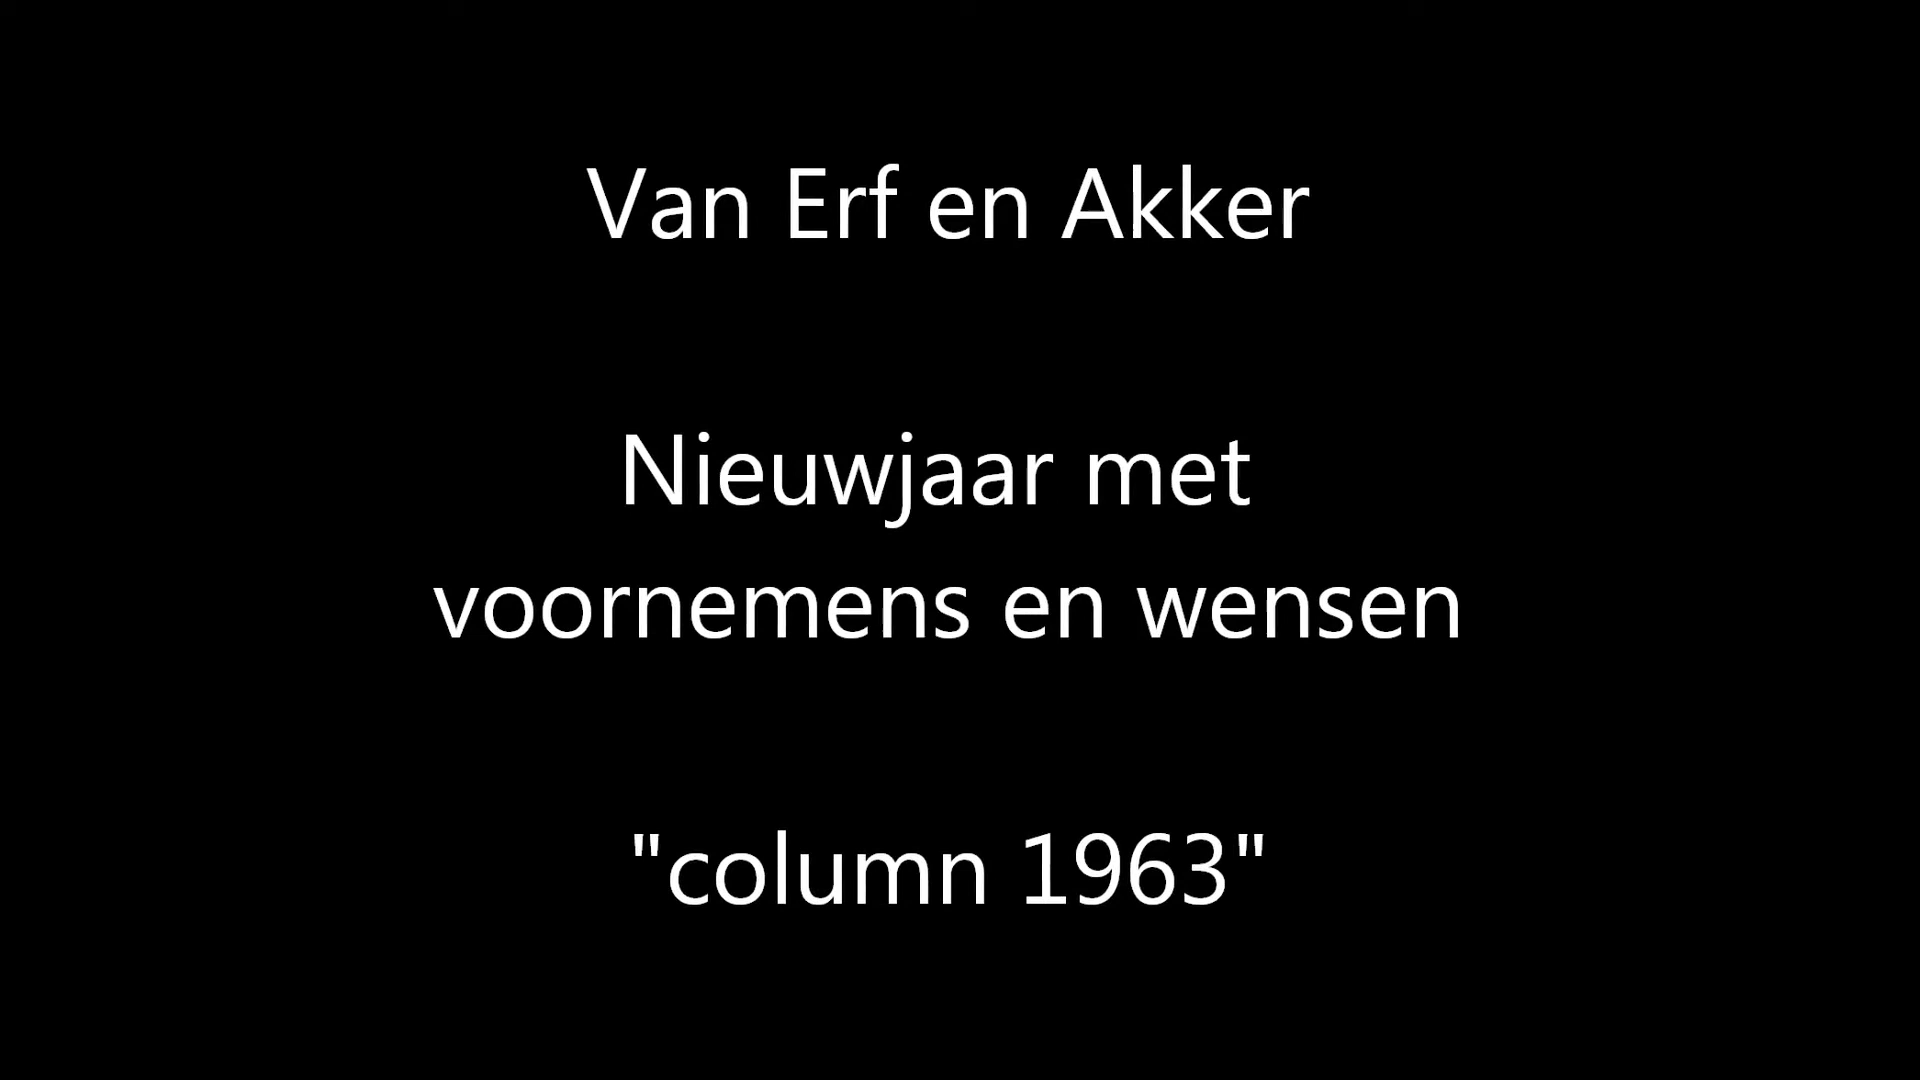 Van Erf en Akker
Nieuwjaar met
voornemens en wensen
"column 1963"